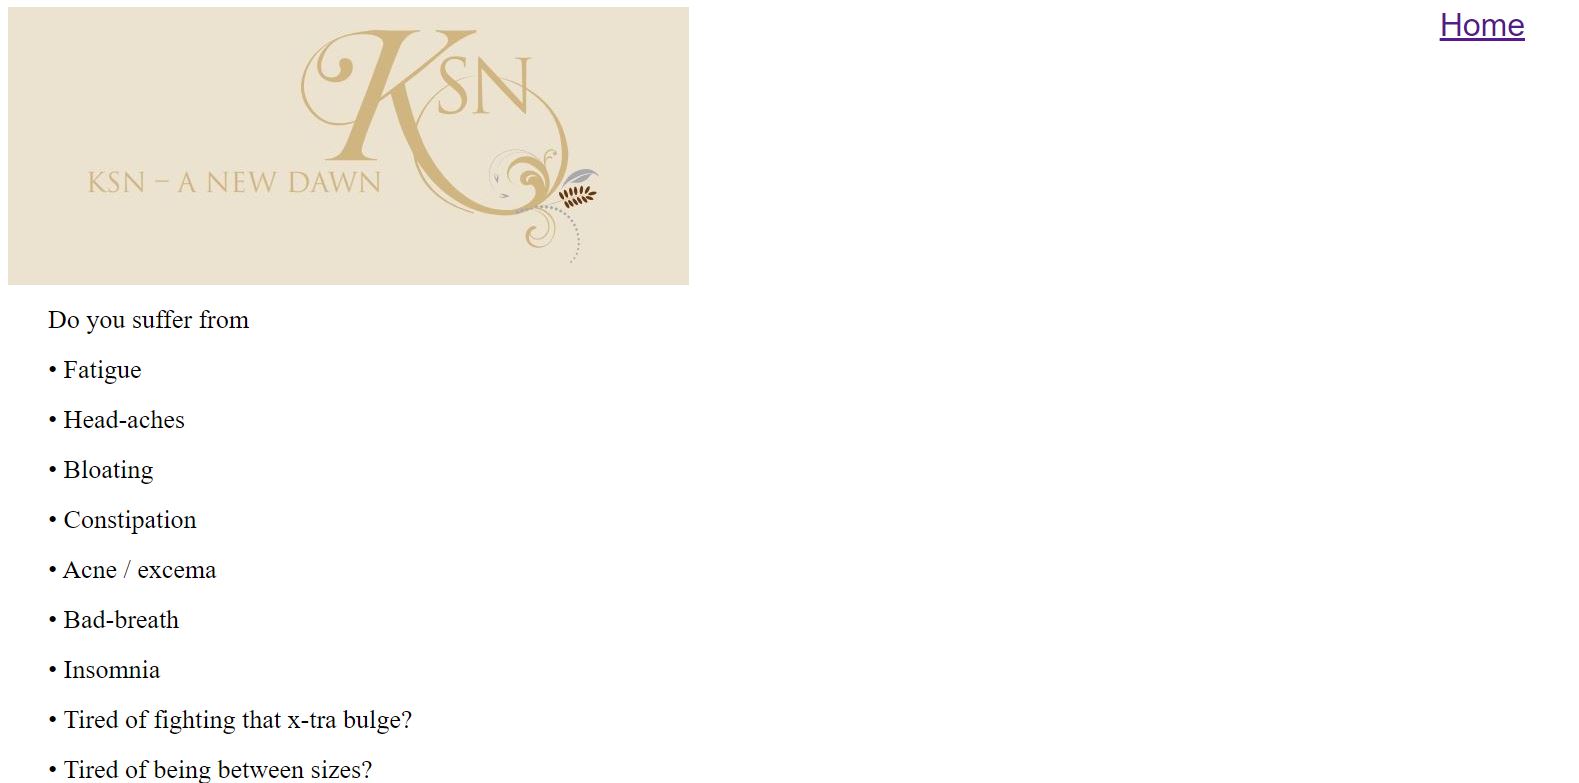 Home
KSN
KSN – A NEW DAWN
Do you suffer from
• Fatigue
• Head-aches
• Bloating
• Constipation
• Acne / excema
• Bad-breath
• Insomnia
• Tired of fighting that x-tra bulge?
• Tired of being between sizes?